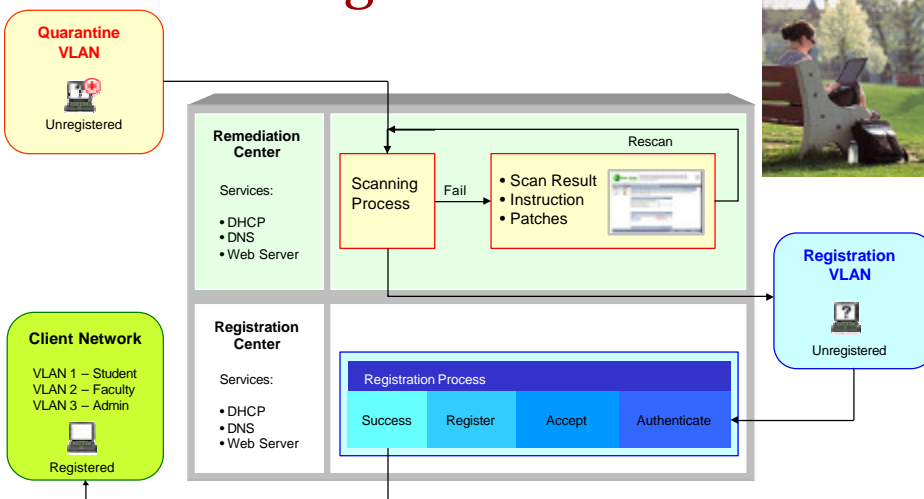 Quarantine
VLAN
Unregistered
Remediation
Center
Services:
• DHCP
• DNS
• Web Server
Scanning
Process
Fail
• Scan Result
• Instruction
• Patches
Rescan
Registration
VLAN
?
Unregistered
Registration
Center
Services:
• DHCP
• DNS
• Web Server
Registration Process
Success
Register
Accept
Authenticate
Client Network
VLAN 1 – Student
VLAN 2 – Faculty
VLAN 3 – Admin
Registered